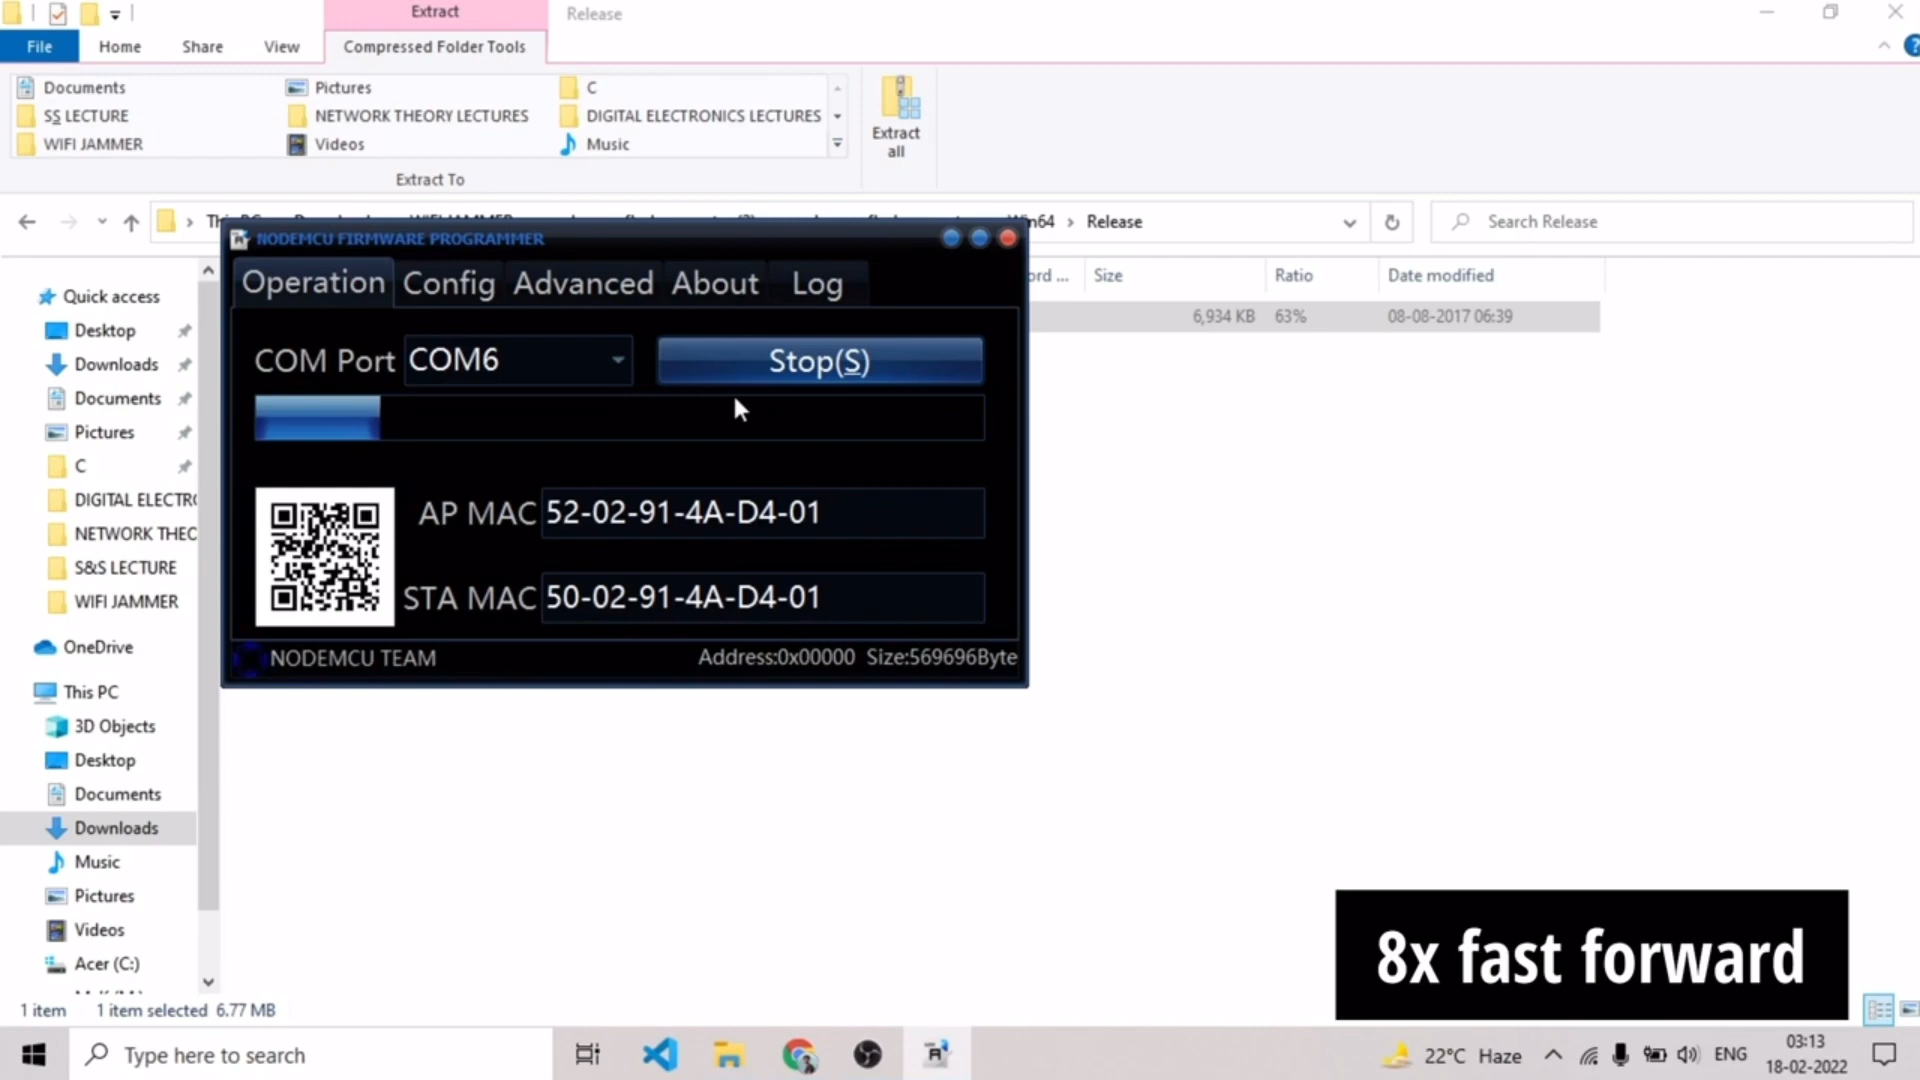 Extract
Release
File
Home
Share
View
Compressed Folder Tools
Documents
Pictures
C
SS LECTURE
NETWORK THEORY LECTURES
DIGITAL ELECTRONICS LECTURES
WIFI JAMMER
Videos
Music
Extract
all
Extract To
Release
Search Release
NODEMCU FIRMWARE PROGRAMMER
Operation
Config
Advanced
About
Log
Size
Ratio
Date modified
6,934 KB
63%
08-08-2017 06:39
COM Port
COM6
Stop(S)
AP MAC
52-02-91-4A-D4-01
STA MAC
50-02-91-4A-D4-01
NODEMCU TEAM
Address:0x00000
Size:569696Byte
Quick access
Desktop
Downloads
Documents
Pictures
C
DIGITAL ELECTR
NETWORK THEO
S&S LECTURE
WIFI JAMMER
OneDrive
This PC
3D Objects
Desktop
Documents
Downloads
Music
Pictures
Videos
Acer (C:)
8x fast forward
1 item
1 item selected 6.77 MB
Type here to search
22°C Haze
ENG
03:13
18-02-2022